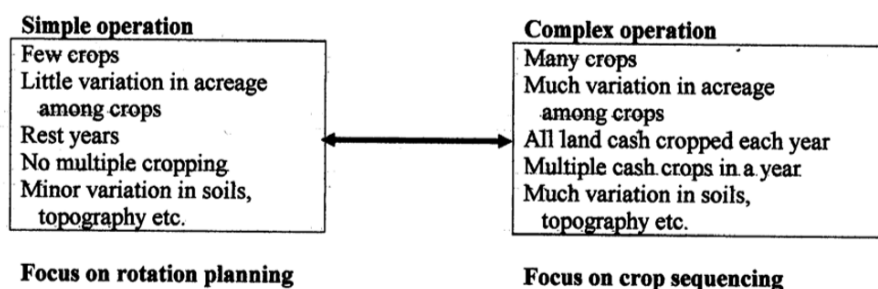 Simple operation
Few crops
Little variation in acreage
among crops
Rest years
No multiple cropping
Minor variation in soils,
topography etc.
Focus on rotation planning
Complex operation
Many crops
Much variation in acreage
among crops
All land cash cropped each year
Multiple cash crops in a year
Much variation in soils,
topography etc.
Focus on crop sequencing